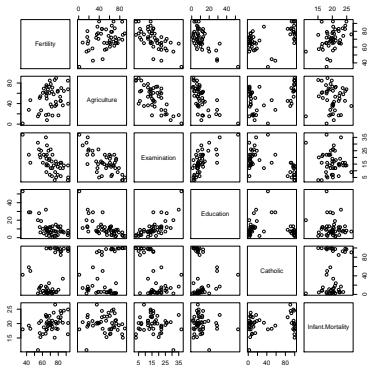 0 40 80
0 20 40
15 20 25
Fertility
40 60 80
0 40 80
Agriculture
Examination
5 15 25 35
0 20 40
Education
Catholic
0 40 80
15 20 25
Infant.Mortality
40 60 80
5 15 25 35
0 40 80